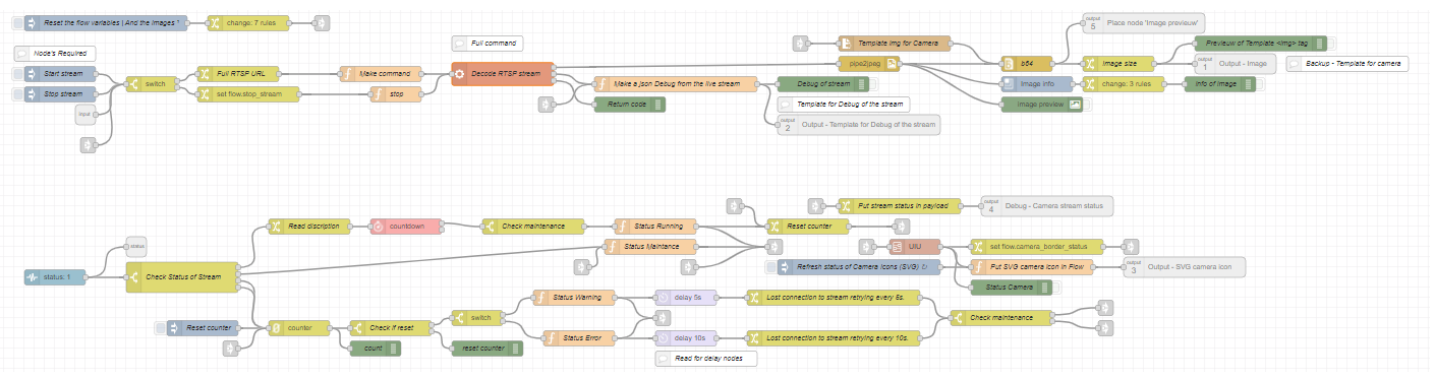 Reset the flow variables | And the images *
change: 7 rules
Full command
output
5
Place node 'Image previeuw'
Node's Required
Template img for Camera
Previeuw of Template <img> tag
Start stream
Full RTSP URL
Make command
Decode RTSP stream
pipe2jpeg
b64
Image size
output
1
Output - Image
Backup - Template for camera
switch
Stop stream
set flow.stop_stream
stop
Make a json Debug from the live stream
Debug of stream
Image info
change: 3 rules
Info of Image
Return code
Template for Debug of the stream
Image preview
input
output
2
Output - Template for Debug of the stream
Put stream status in payload
output
4
Debug - Camera stream status
Read discription
countdown
Check maintenance
Status Running
Reset counter
status
Status Maintance
UIU
set flow.camera_border_status
status: 1
Check Status of Stream
Refresh status of Camera Icons (SVG) ↻
Put SVG camera icon in Flow
output
3
Output - SVG camera icon
Status Camera
Status Warning
delay 5s
Lost connection to stream retrying every 8s.
Reset counter
counter
Check if reset
switch
Check maintenance
Status Error
delay 10s
Lost connection to stream retrying every 10s.
count
reset counter
Read for delay nodes